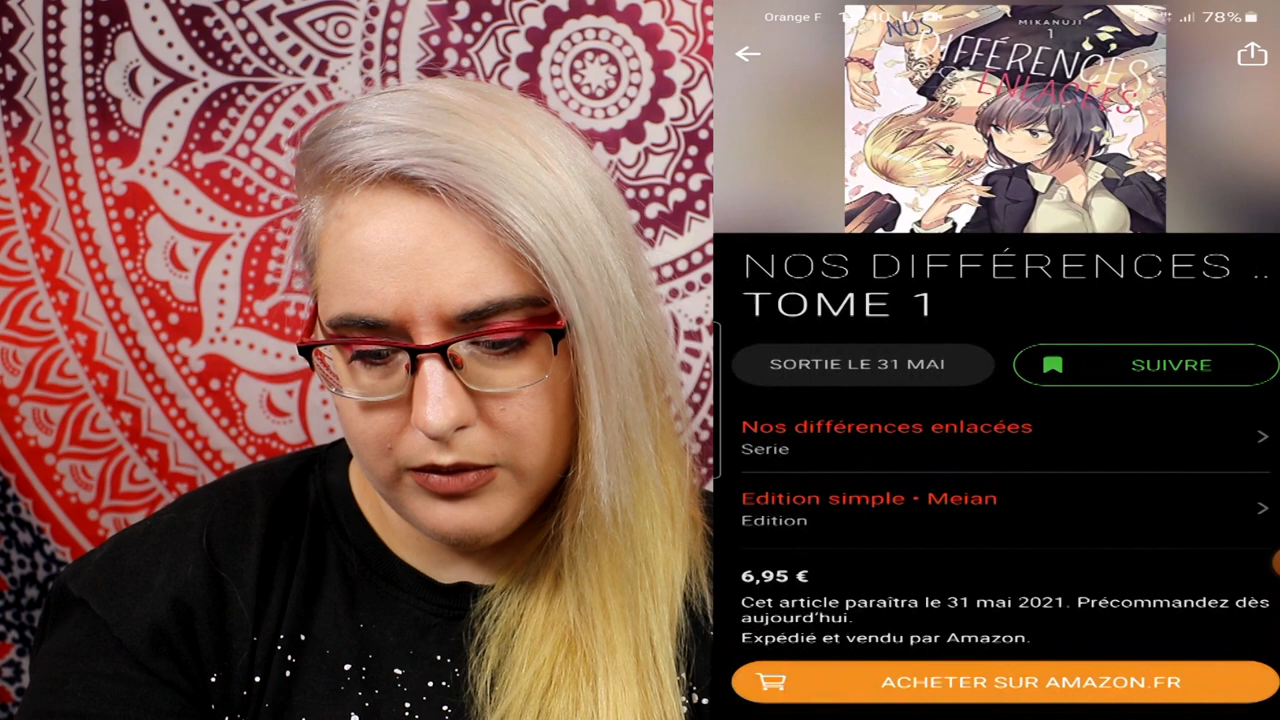 Orange F
78%
MIKANUJI
1
NOS
DIFFÉRENCES
ENLACÉES
NOS DIFFÉRENCES ..
TOME 1
SORTIE LE 31 MAI
SUIVRE
Nos différences enlacées
Serie
Edition simple • Meian
Edition
6,95 €
Cet article paraîtra le 31 mai 2021. Précommandez dès
aujourd'hui.
Expédié et vendu par Amazon.
ACHETER SUR AMAZON.FR